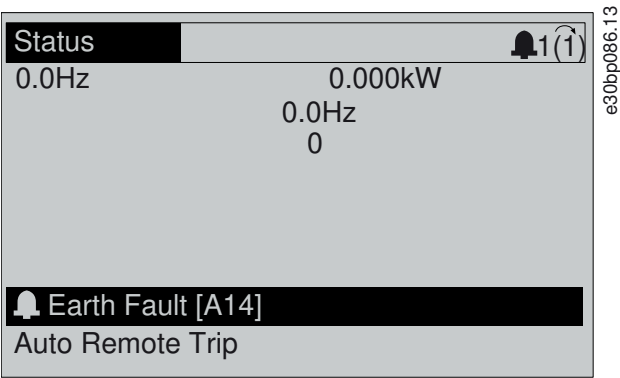 Status 1(1)
0.0Hz 0.000kW
0.0Hz
0
Earth Fault [A14]
Auto Remote Trip
e30bp086.13